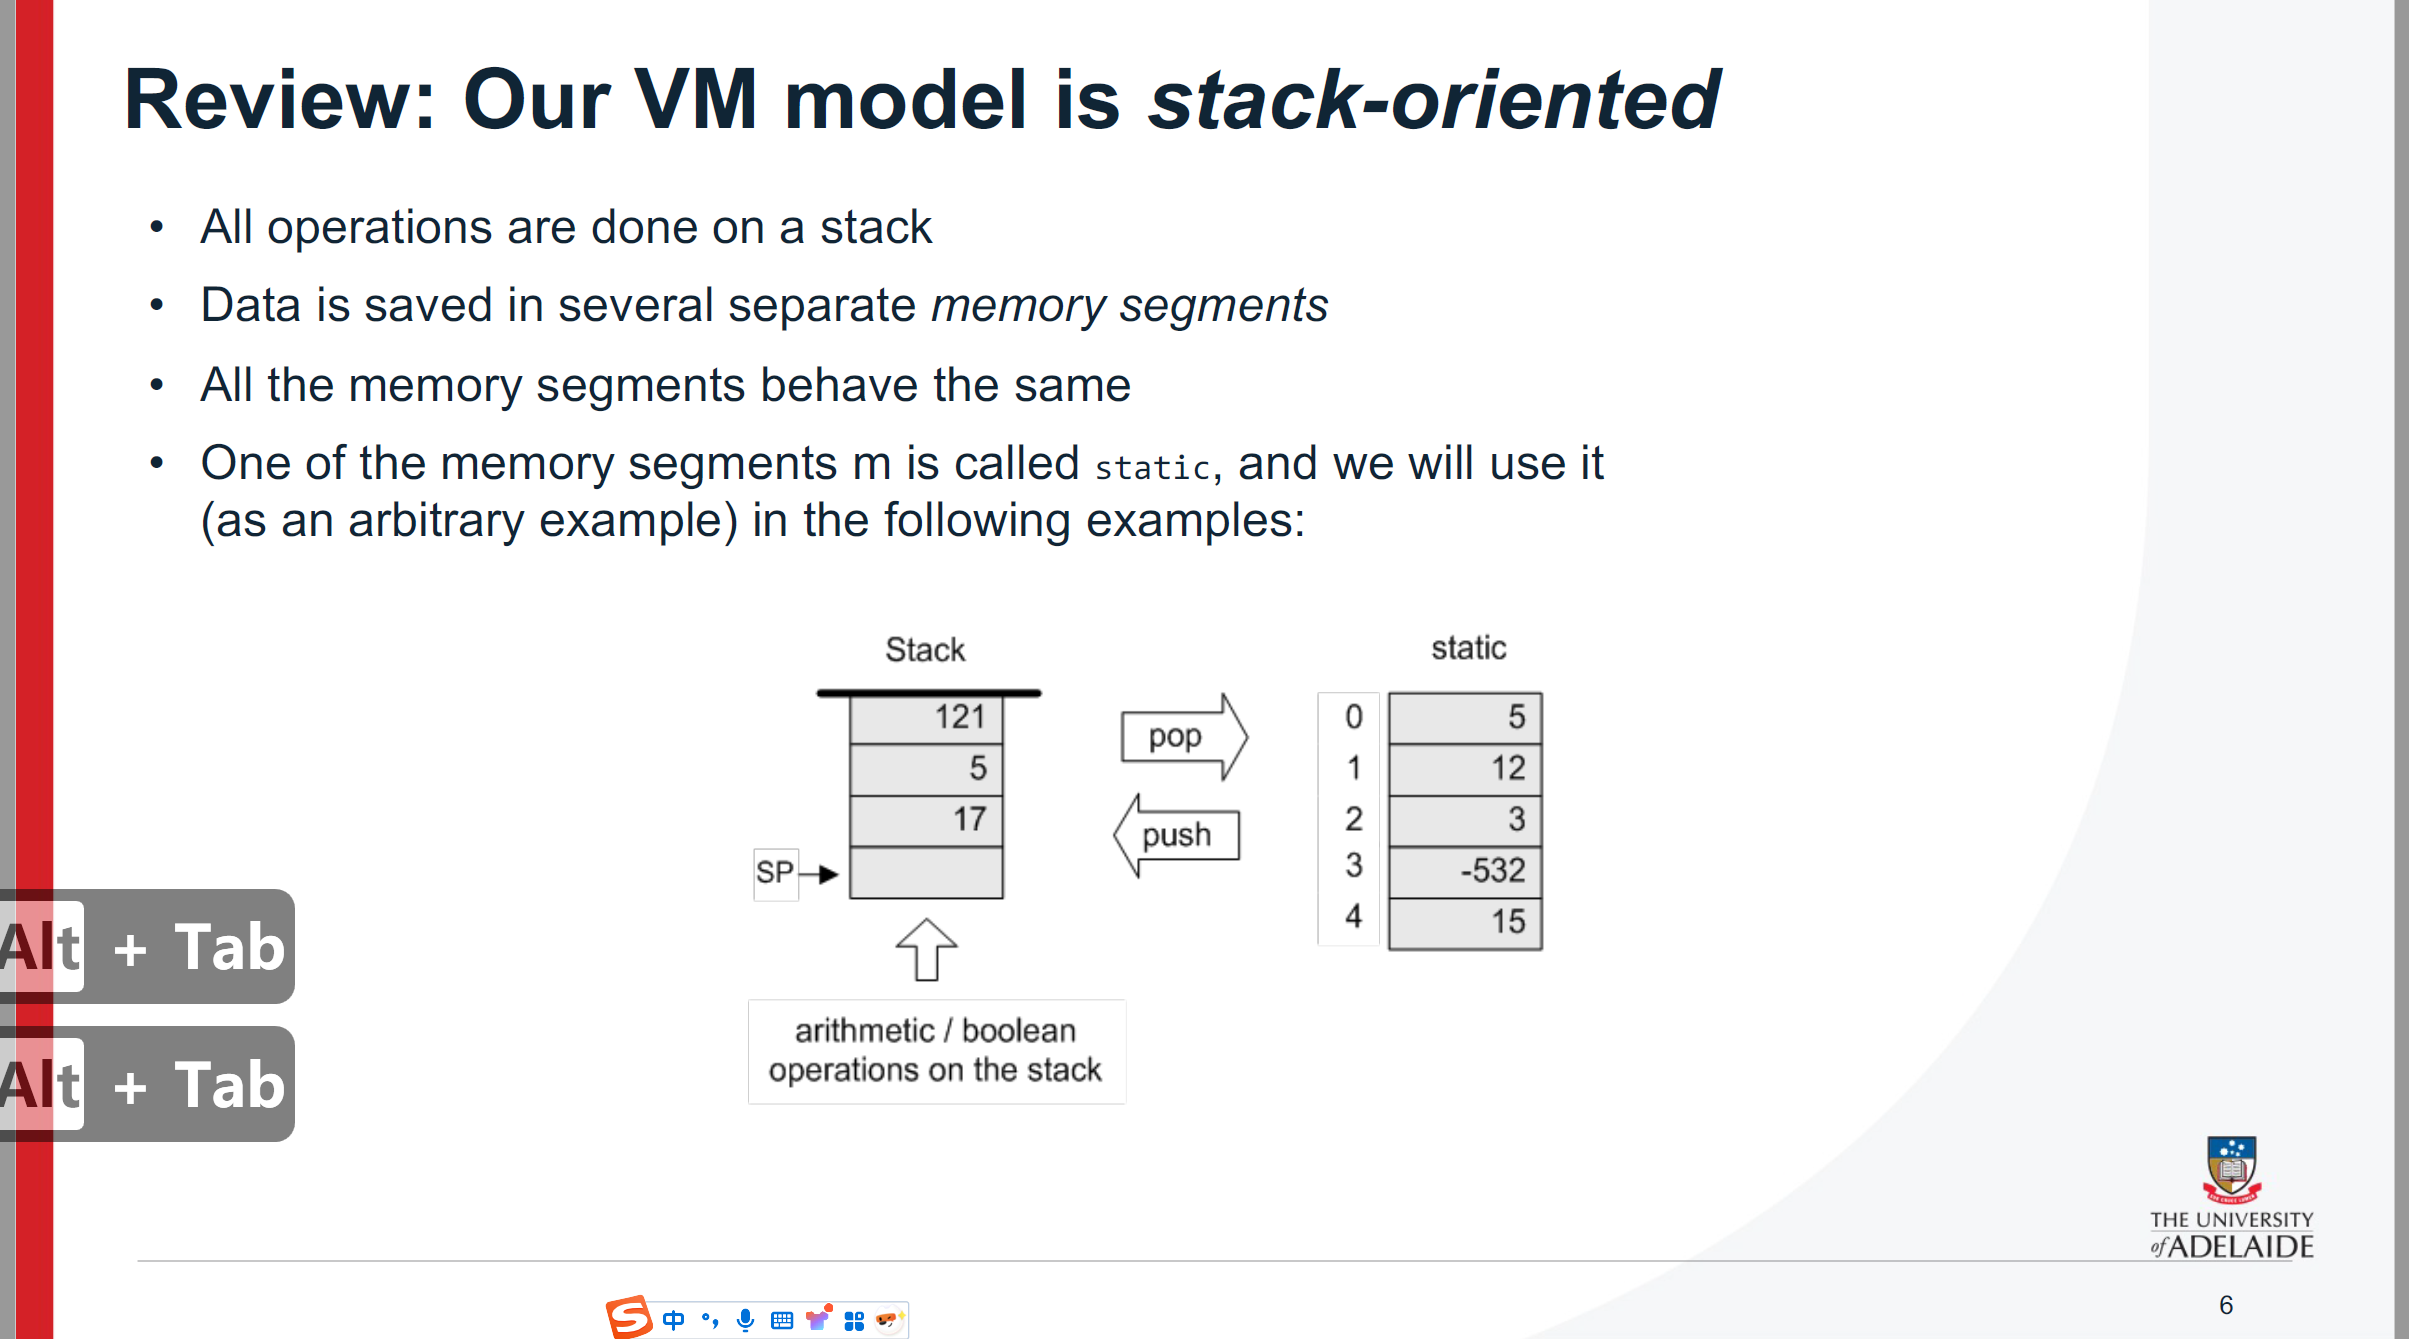 Review: Our VM model is stack-oriented
• All operations are done on a stack
• Data is saved in several separate memory segments
• All the memory segments behave the same
• One of the memory segments m is called static, and we will use it
(as an arbitrary example) in the following examples:
Stack
121
5
17
SP
pop
push
static
0 5
1 12
2 3
3 -532
4 15
arithmetic / boolean
operations on the stack
Alt + Tab
Alt + Tab
THE UNIVERSITY
of ADELAIDE
S 中 °,
6